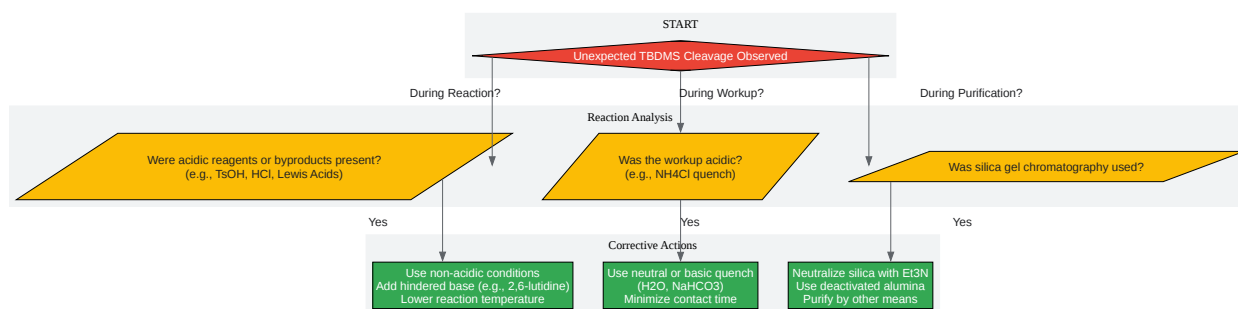 START
Unexpected TBDMS Cleavage Observed
During Reaction?
During Workup?
During Purification?
Reaction Analysis
Were acidic reagents or byproducts present?
(e.g., TsOH, HCl, Lewis Acids)
Was the workup acidic?
(e.g., NH4Cl quench)
Was silica gel chromatography used?
Yes
Yes
Yes
Corrective Actions
Use non-acidic conditions
Add hindered base (e.g., 2,6-lutidine)
Lower reaction temperature
Use neutral or basic quench
(H2O, NaHCO3)
Minimize contact time
Neutralize silica with Et3N
Use deactivated alumina
Purify by other means